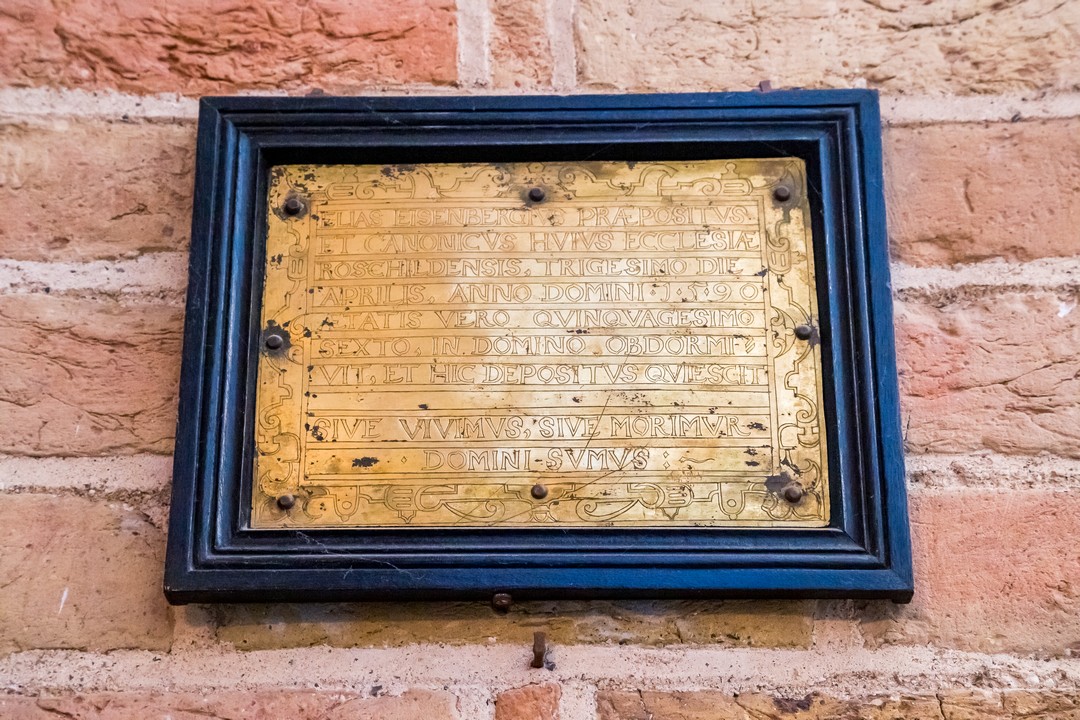 ELIAS EISENBERGIVS PRÆPOSITVS
ET CANONICVS HVIVS ECCLESIÆ
ROSCHILDENSIS, TRIGESIMO DIE
APRILIS, ANNO DOMINI · 1590
ÆTATIS VERO QVINQVAGESIMO
SEXTO, IN DOMINO OBDORMI,
VIT, ET HIC DEPOSITVS QVIESCIT
SIVE VIVIMVS, SIVE MORIMVR
· DOMINI SVMVS ·